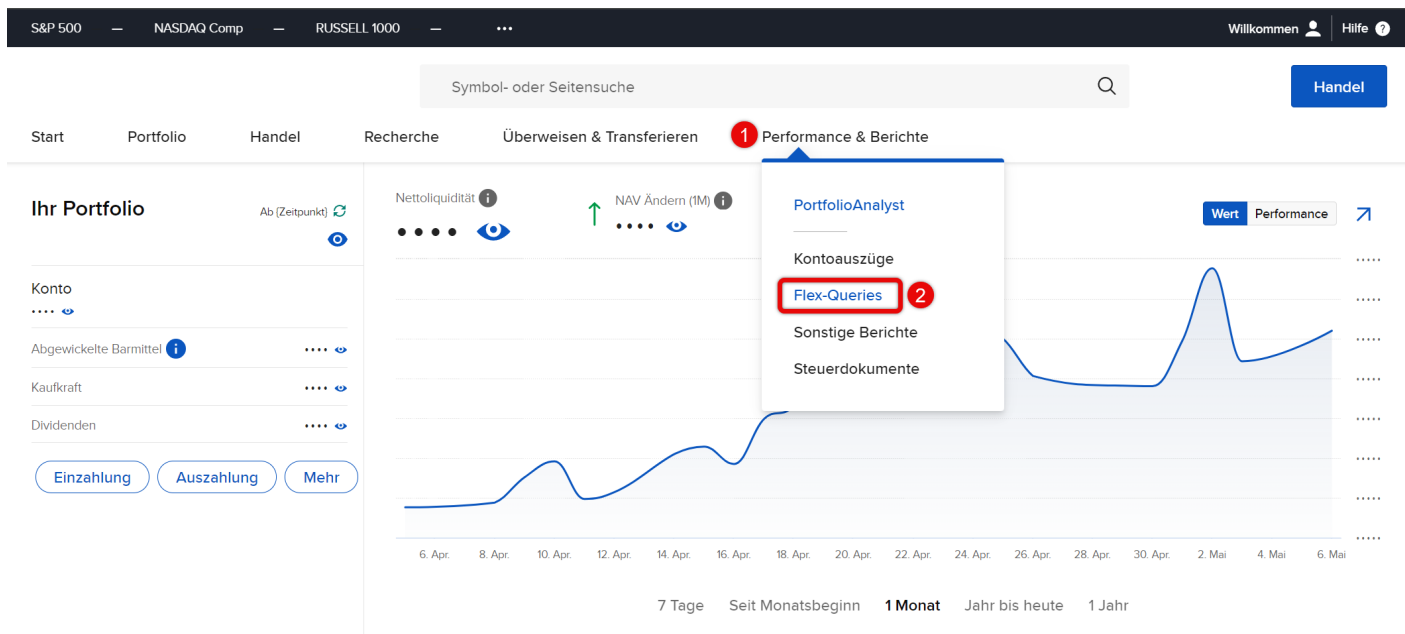 S&P 500 — NASDAQ Comp — RUSSELL 1000 — •••
Willkommen Hilfe ?
Symbol- oder Seitensuche
Handel
Start Portfolio Handel Recherche Überweisen & Transferieren 1 Performance & Berichte
Ihr Portfolio
Ab (Zeitpunkt)
Konto
••••
Abgewickelte Barmittel i ••••
Kaufkraft ••••
Dividenden ••••
Einzahlung Auszahlung Mehr
Nettoliquidität i
••••
↑ NAV Ändern (1M) i
••••
PortfolioAnalyst
Kontoauszüge
Flex-Queries 2
Sonstige Berichte
Steuerdokumente
Wert Performance
•••••
•••••
•••••
•••••
•••••
•••••
•••••
•••••
6. Apr. 8. Apr. 10. Apr. 12. Apr. 14. Apr. 16. Apr. 18. Apr. 20. Apr. 22. Apr. 24. Apr. 26. Apr. 28. Apr. 30. Apr. 2. Mai 4. Mai 6. Mai
7 Tage Seit Monatsbeginn 1 Monat Jahr bis heute 1 Jahr